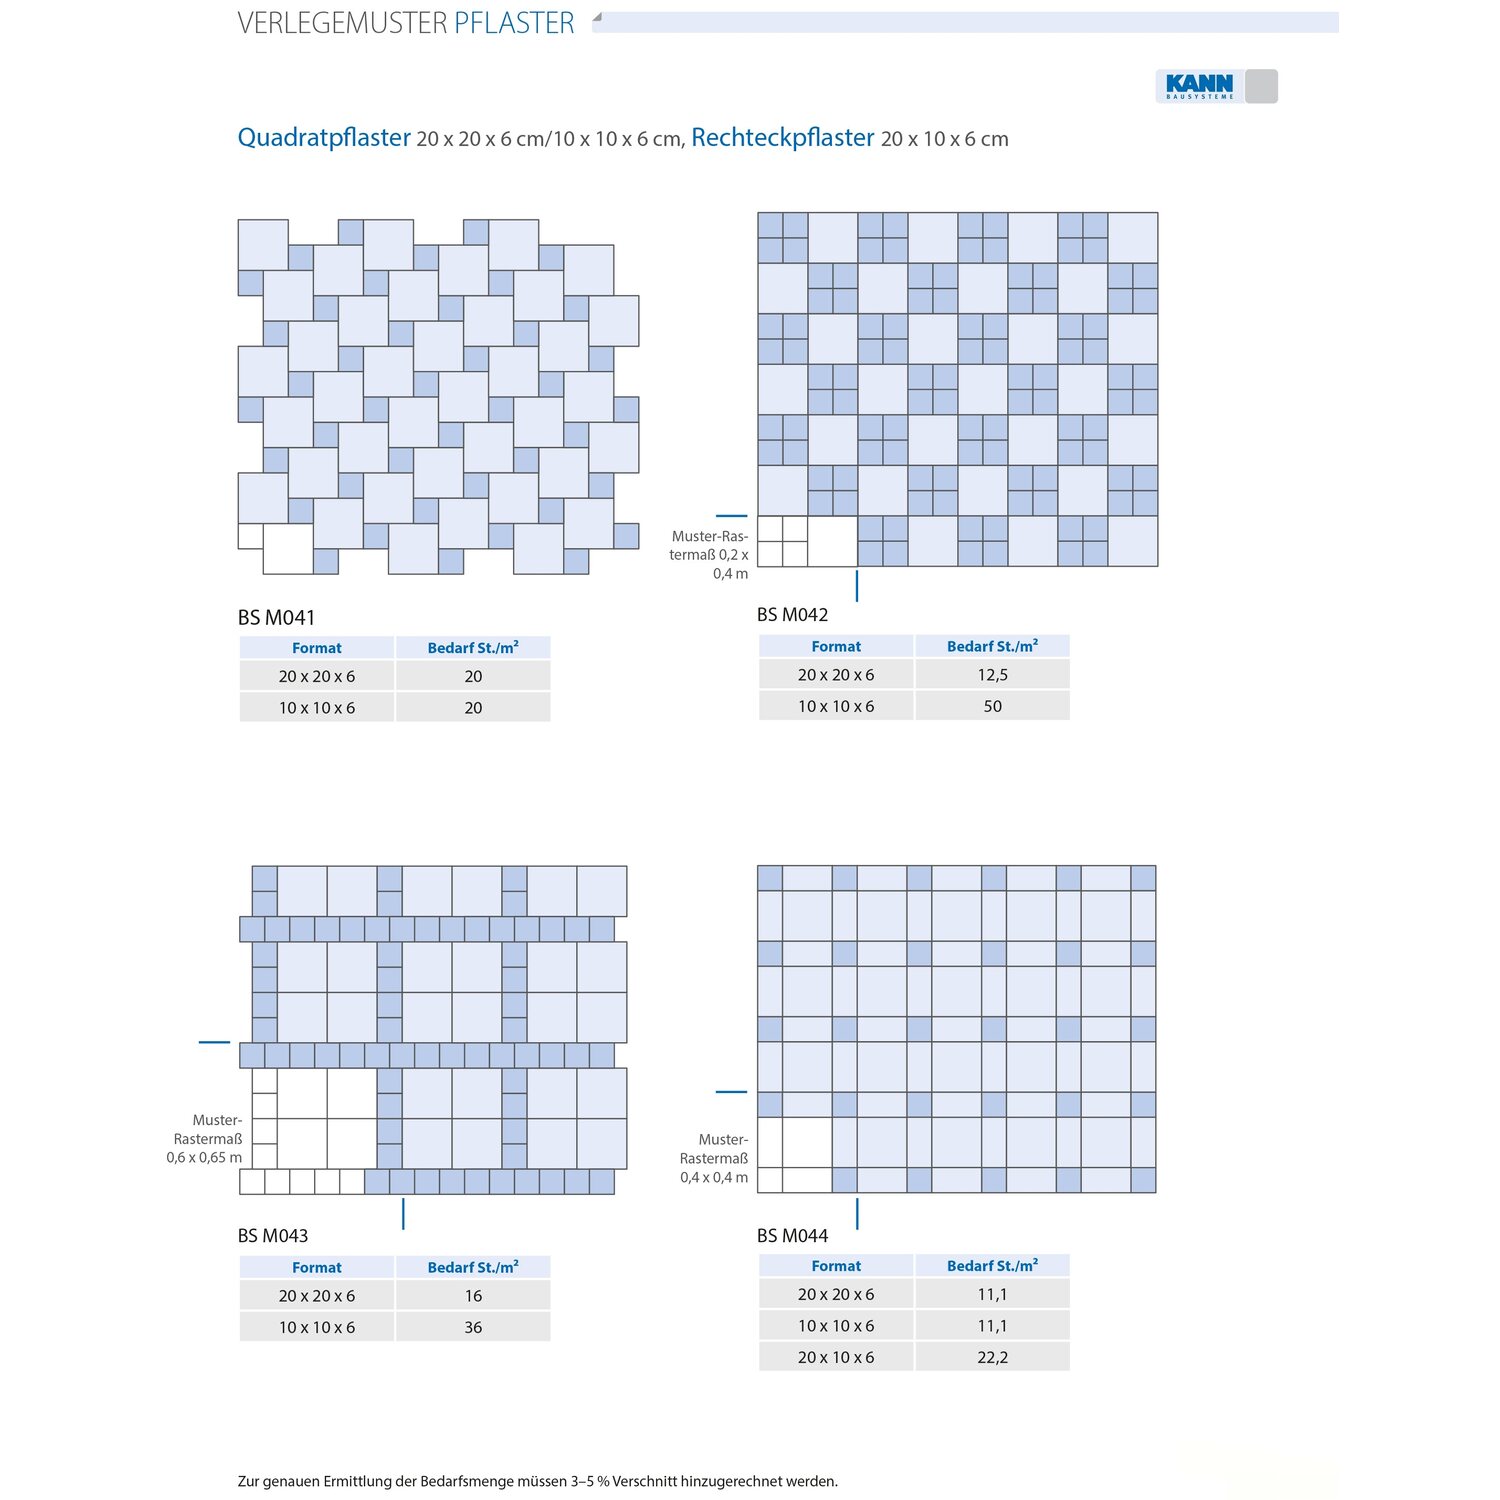 VERLEGEMUSTER PFLASTER
KANN
BAUSYSTEME
Quadratpflaster 20 x 20 x 6 cm/10 x 10 x 6 cm, Rechteckpflaster 20 x 10 x 6 cm
Muster-Ras-
termaß 0,2 x
0,4 m
BS M041
Format Bedarf St./m²
20 x 20 x 6 20
10 x 10 x 6 20
BS M042
Format Bedarf St./m²
20 x 20 x 6 12,5
10 x 10 x 6 50
Muster-
Rastermaß
0,6 x 0,65 m
BS M043
Format Bedarf St./m²
20 x 20 x 6 16
10 x 10 x 6 36
Muster-
Rastermaß
0,4 x 0,4 m
BS M044
Format Bedarf St./m²
20 x 20 x 6 11,1
10 x 10 x 6 11,1
20 x 10 x 6 22,2
Zur genauen Ermittlung der Bedarfsmenge müssen 3–5 % Verschnitt hinzugerechnet werden.